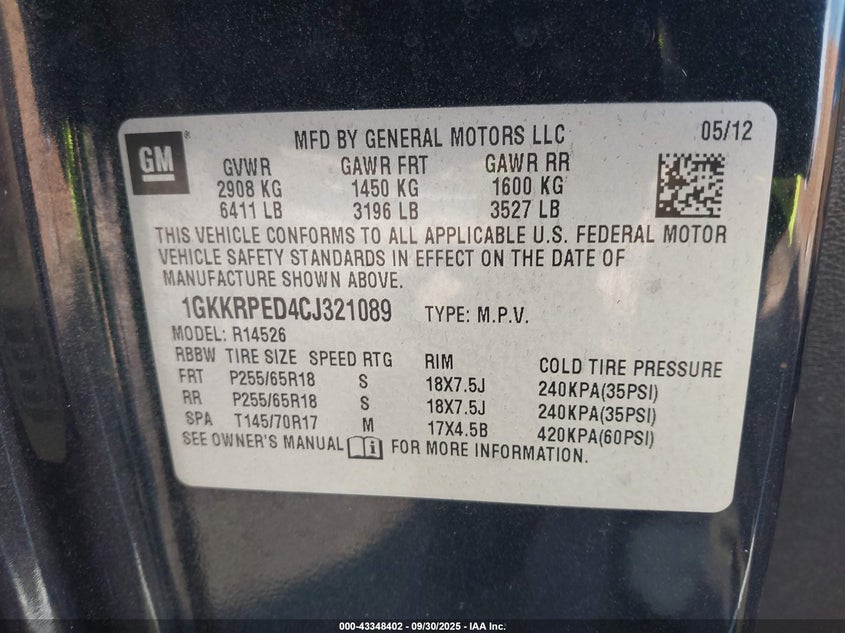 GM®
MFD BY GENERAL MOTORS LLC 05/12
GVWR GAWR FRT GAWR RR
2908 KG 1450 KG 1600 KG
6411 LB 3196 LB 3527 LB
THIS VEHICLE CONFORMS TO ALL APPLICABLE U.S. FEDERAL MOTOR
VEHICLE SAFETY STANDARDS IN EFFECT ON THE DATE OF
MANUFACTURE SHOWN ABOVE.
1GKKRPED4CJ321089 TYPE: M.P.V.
MODEL: R14526
RBBW TIRE SIZE SPEED RTG RIM COLD TIRE PRESSURE
FRT P255/65R18 S 18X7.5J 240KPA(35PSI)
RR P255/65R18 S 18X7.5J 240KPA(35PSI)
SPA T145/70R17 M 17X4.5B 420KPA(60PSI)
SEE OWNER'S MANUAL i FOR MORE INFORMATION.
000-43348402 - 09/30/2025 - IAA Inc.